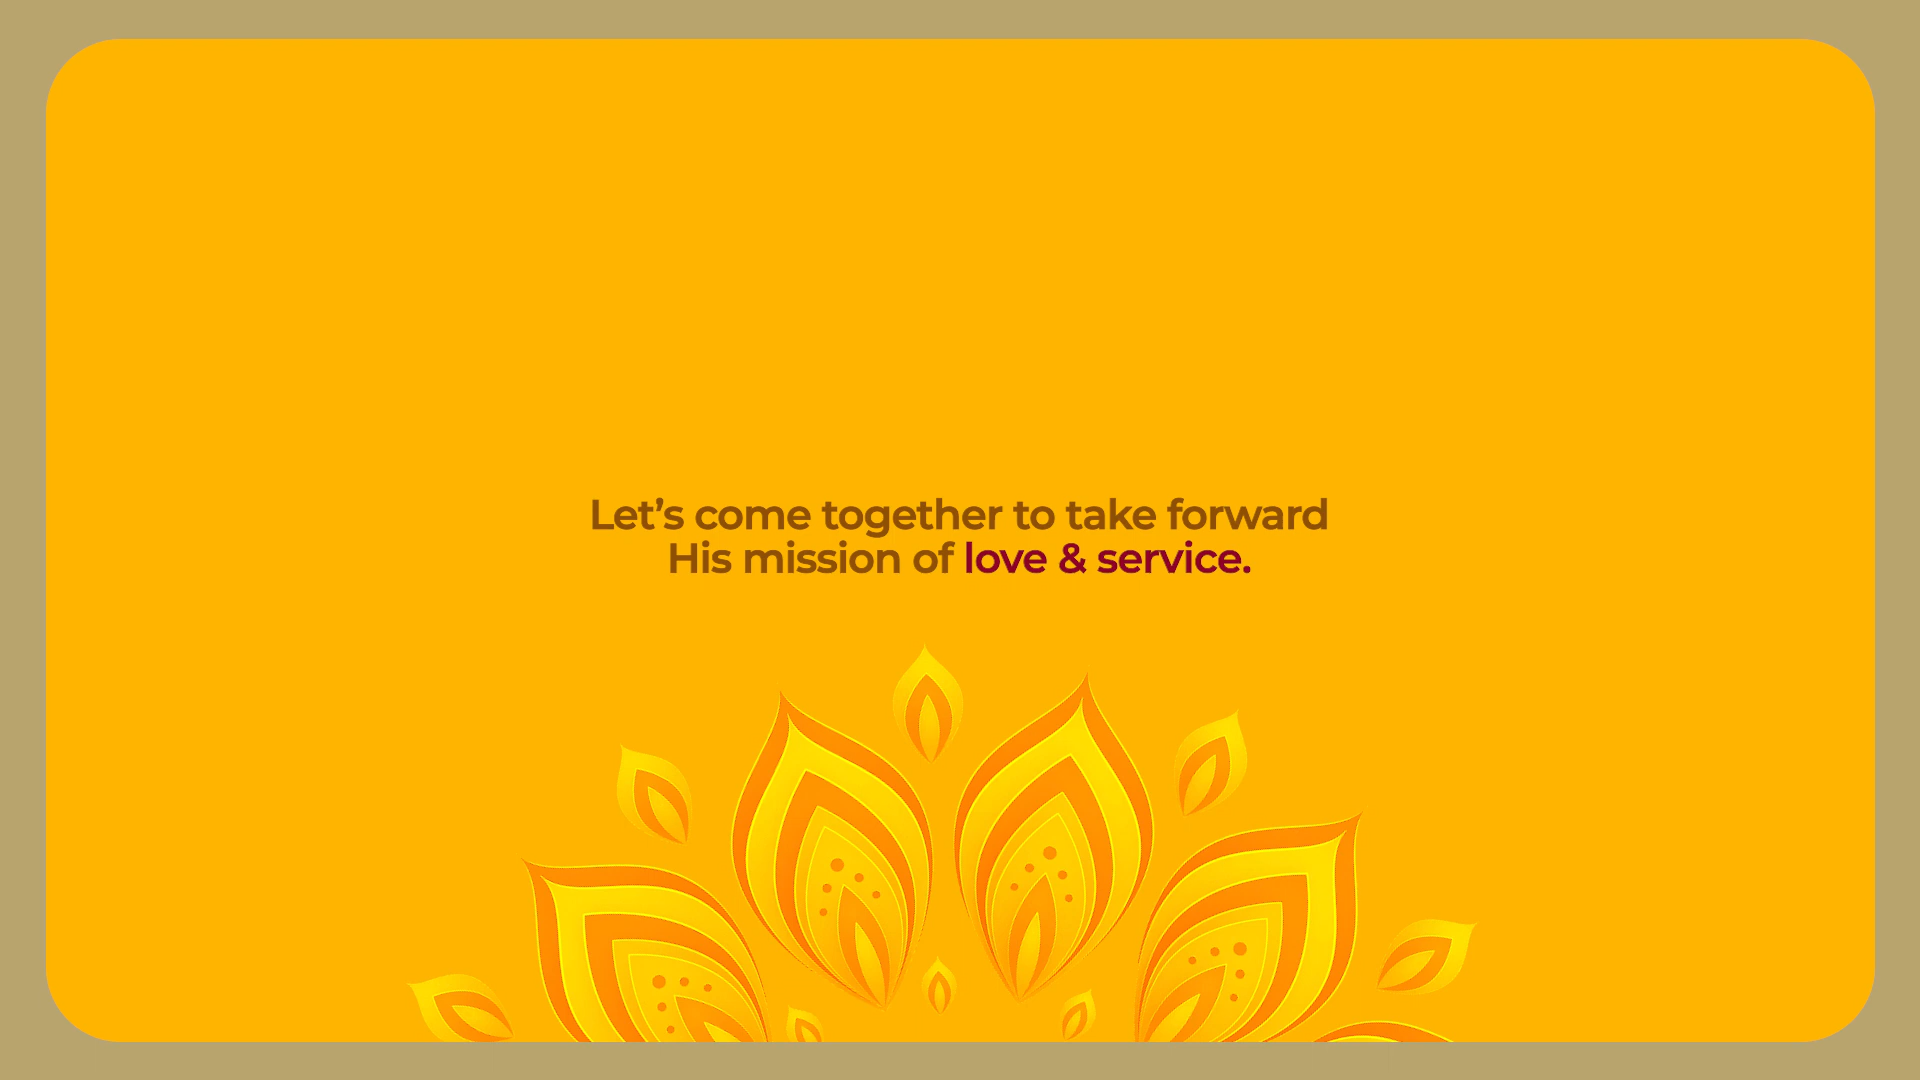 Let’s come together to take forward
His mission of love & service.